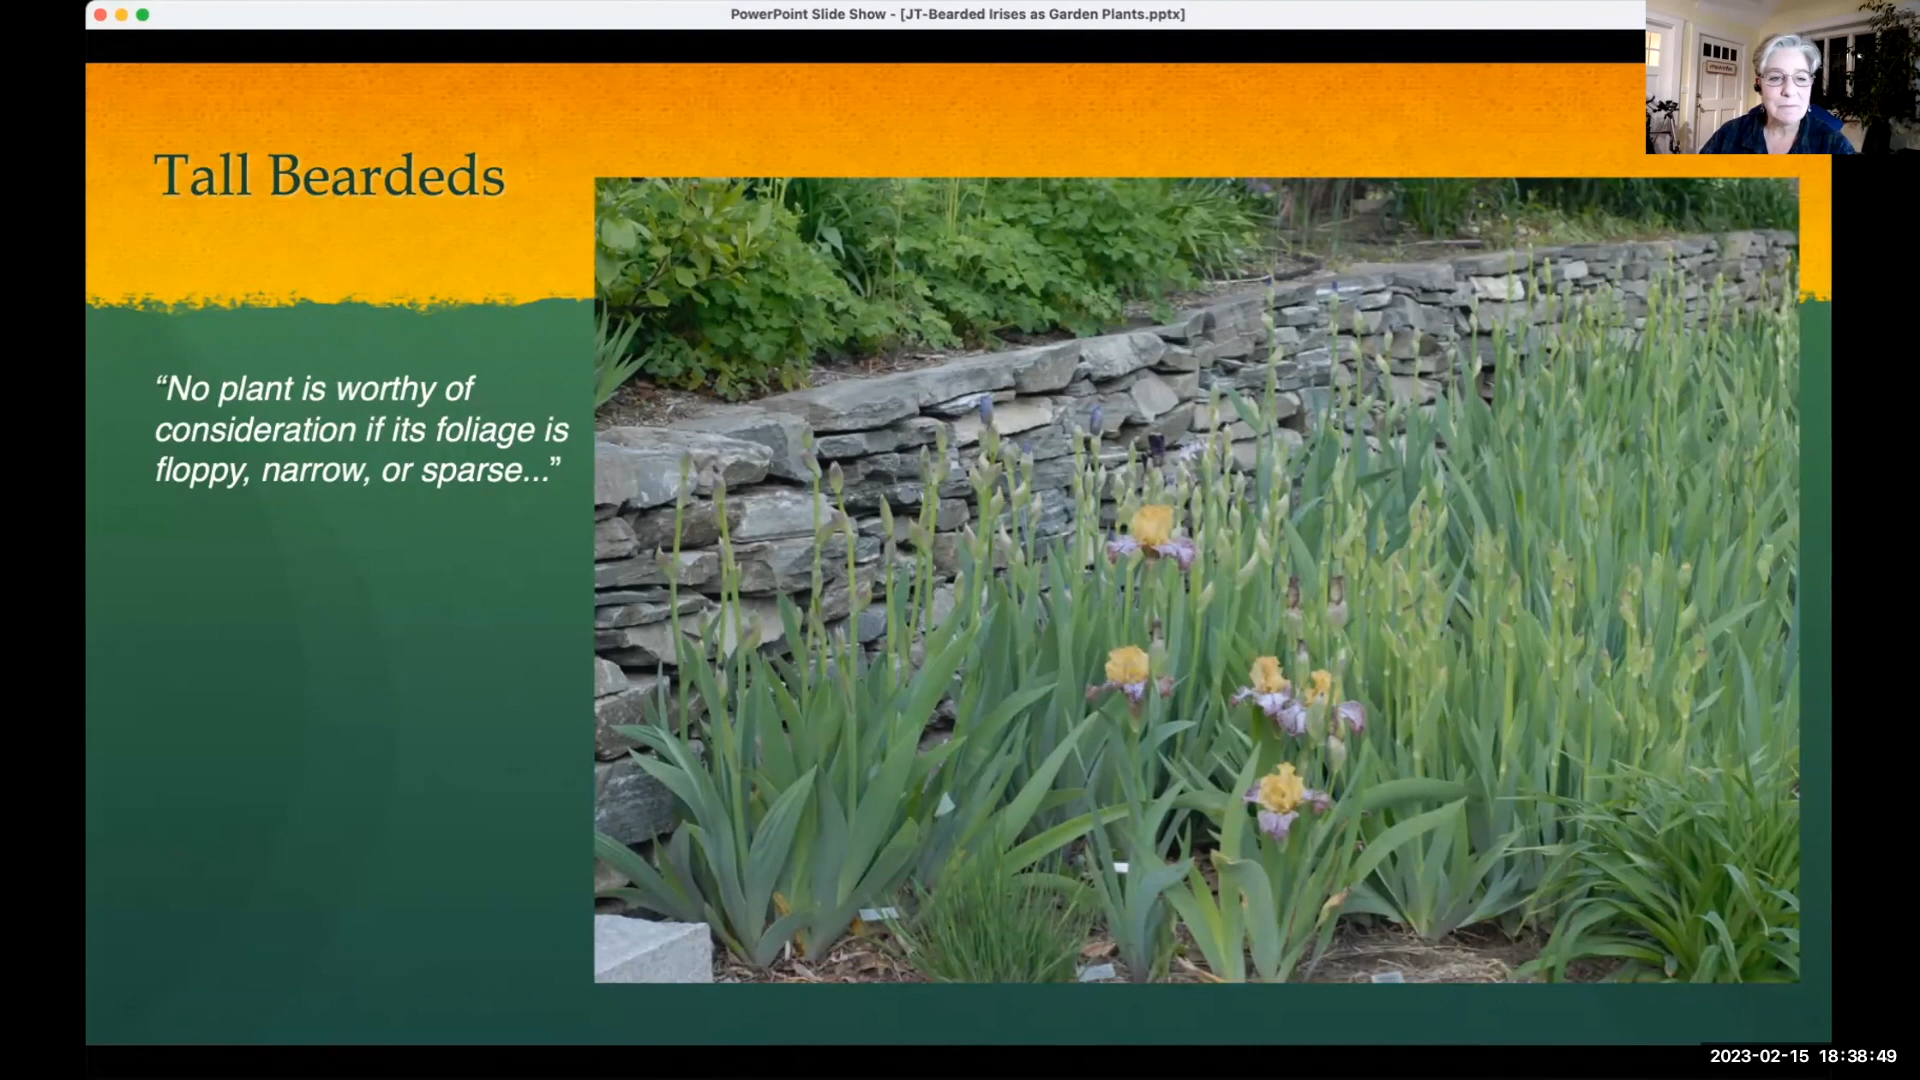 PowerPoint Slide Show - [JT-Bearded Irises as Garden Plants.pptx]
Tall Beardeds
“No plant is worthy of
consideration if its foliage is
floppy, narrow, or sparse...”
2023-02-15 18:38:49